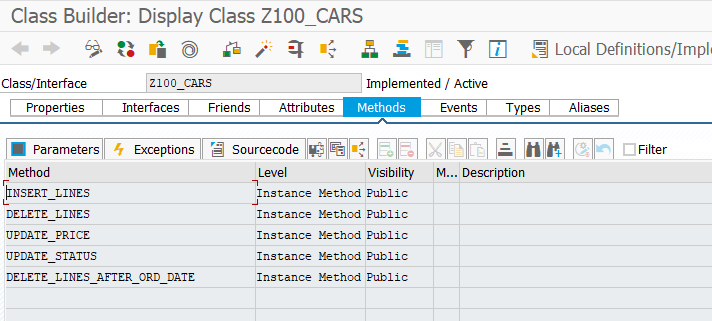 Class Builder: Display Class Z100_CARS
Local Definitions/Imple
Class/Interface Z100_CARS Implemented / Active
Properties Interfaces Friends Attributes Methods Events Types Aliases
Parameters Exceptions Sourcecode Filter
Method Level Visibility M... Description
INSERT_LINES Instance Method Public
DELETE_LINES Instance Method Public
UPDATE_PRICE Instance Method Public
UPDATE_STATUS Instance Method Public
DELETE_LINES_AFTER_ORD_DATE Instance Method Public